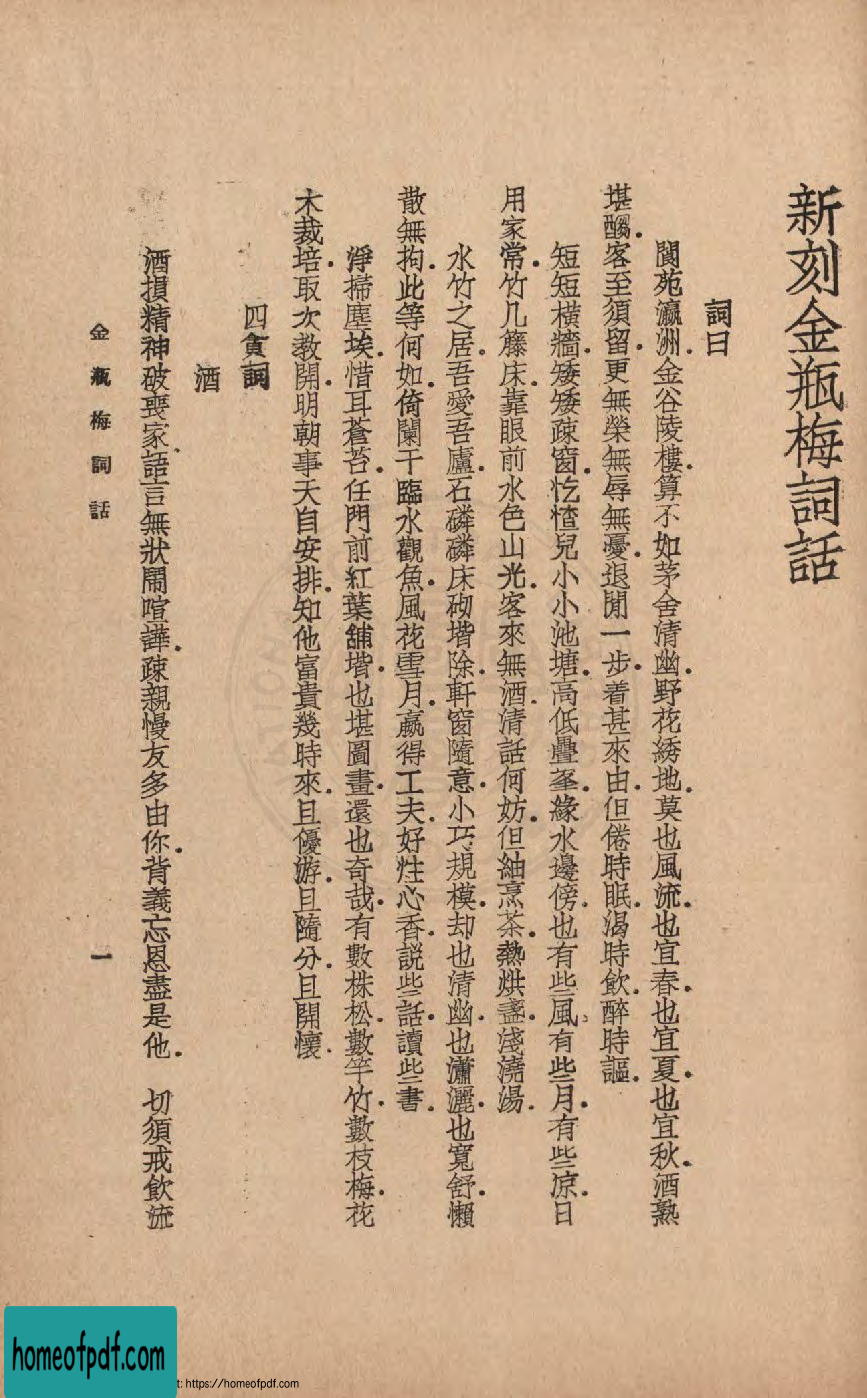 新刻金瓶梅詞話
詞曰
閬苑瀛洲．金谷陵樓．算不如茅舍清幽．野花綉地．莫也風流．也宜春．也宜夏．也宜秋．酒熟
堪醻．客至須留．更無榮無辱無憂．退閒一步．着甚來由．但倦時眠．渴時飲．醉時謳．
短短橫牆．矮矮疎窗．忔㦬兒小小池塘．高低疊峯．緑水邊傍．也有些風．有些月．有些凉．日
用家常．竹几藤床．靠眼前水色山光．客來無酒．清話何妨．但細烹茶．熱烘盞．淺澆湯．
水竹之居．吾愛吾廬．石磷磷床砌堦除．軒窗隨意．小巧規模．却也清幽．也瀟灑．也寬舒．懶
散無拘．此等何如．倚闌干臨水觀魚．風花雪月．嬴得工夫．好炷心香．説些話．讀些書．
淨掃塵埃．惜耳蒼苔．任門前紅葉舖堦．也堪圖畫．還也奇哉．有數株松．數竿竹．數枝梅．花
木裁培．取次教開．明朝事天自安排．知他富貴幾時來．且優游．且隨分．且開懷．
四貪詞
酒
酒損精神破喪家．語言無狀鬧喧譁．疎親慢友多由你．背義忘恩盡是他．　切須戒飲流
金瓶梅詞話　一
homeofpdf.com
t: https://homeofpdf.com